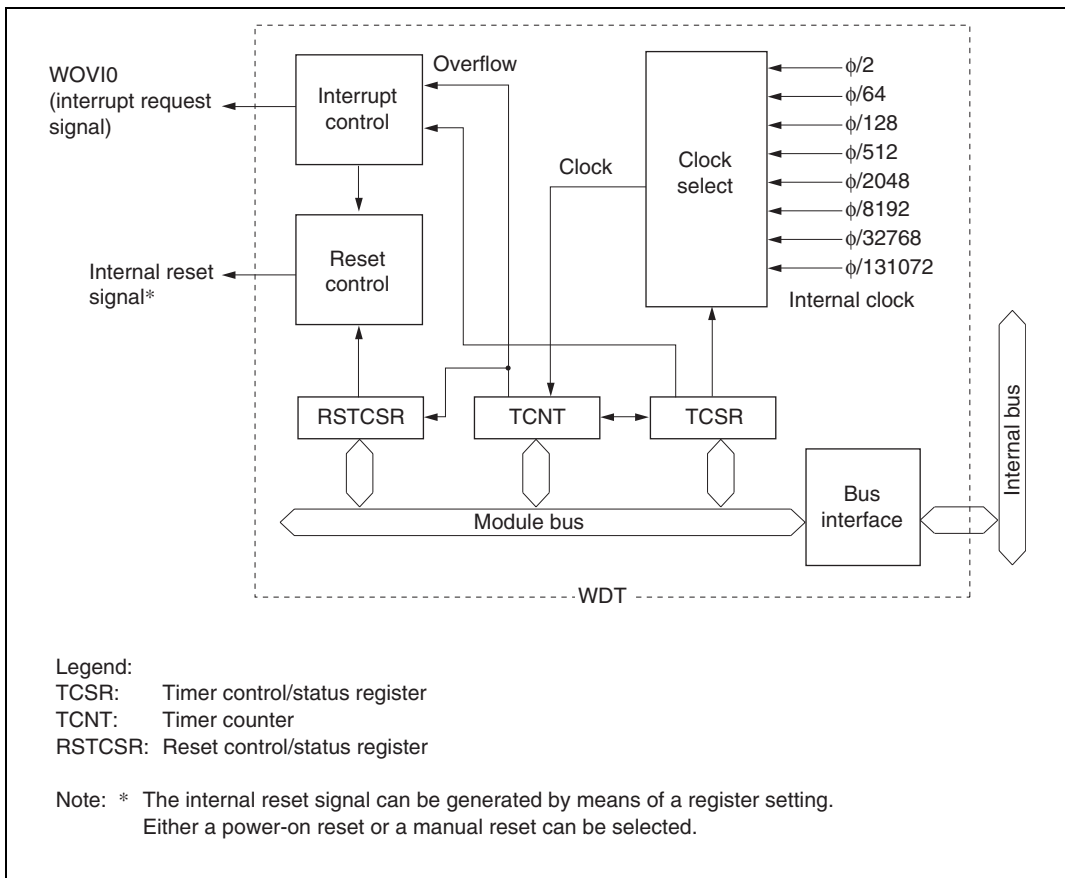 WOVI0
(interrupt request
signal)
Interrupt
control
Overflow
Clock
Clock
select
ϕ/2
ϕ/64
ϕ/128
ϕ/512
ϕ/2048
ϕ/8192
ϕ/32768
ϕ/131072
Internal clock
Internal reset
signal*
Reset
control
RSTCSR
TCNT
TCSR
Module bus
Bus
interface
Internal bus
WDT
Legend:
TCSR: Timer control/status register
TCNT: Timer counter
RSTCSR: Reset control/status register
Note: * The internal reset signal can be generated by means of a register setting.
Either a power-on reset or a manual reset can be selected.